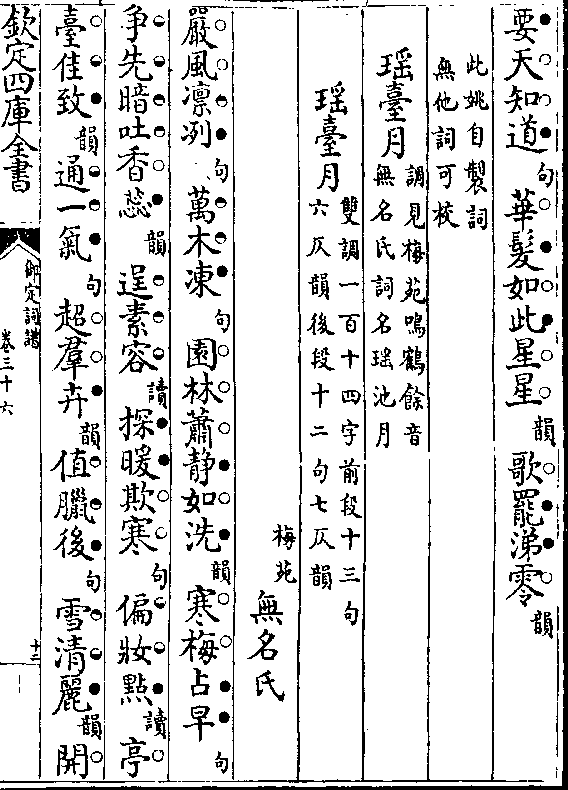 要天知道句華髮如此星星韻歌罷涕零韻
此姚自製詞
無他詞可校
瑶臺月調見梅苑鳴鶴餘音
無名氏詞名瑶池月
瑶臺月雙調一百十四字前段十三句
六仄韻後段十二句七仄韻
梅苑無名氏
嚴風凛冽句萬木凍句園林蕭静如洗韻寒梅占早句
争先暗吐香蕊韻逞素容讀探暖欺寒句偏妝點讀亭
臺佳致韻通一氣句超羣卉韻值臘後句雪清麗韻開
欽定四庫全書
御定詞譜
卷三十六
十二